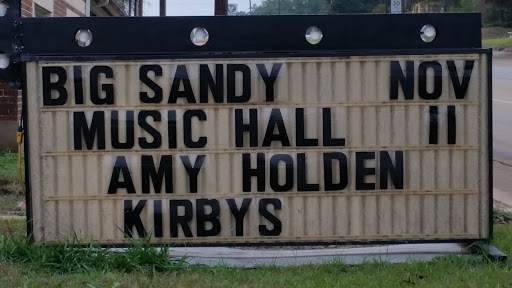 BIG SANDY NOV
MUSIC HALL 11
AMY HOLDEN
KIRBYS